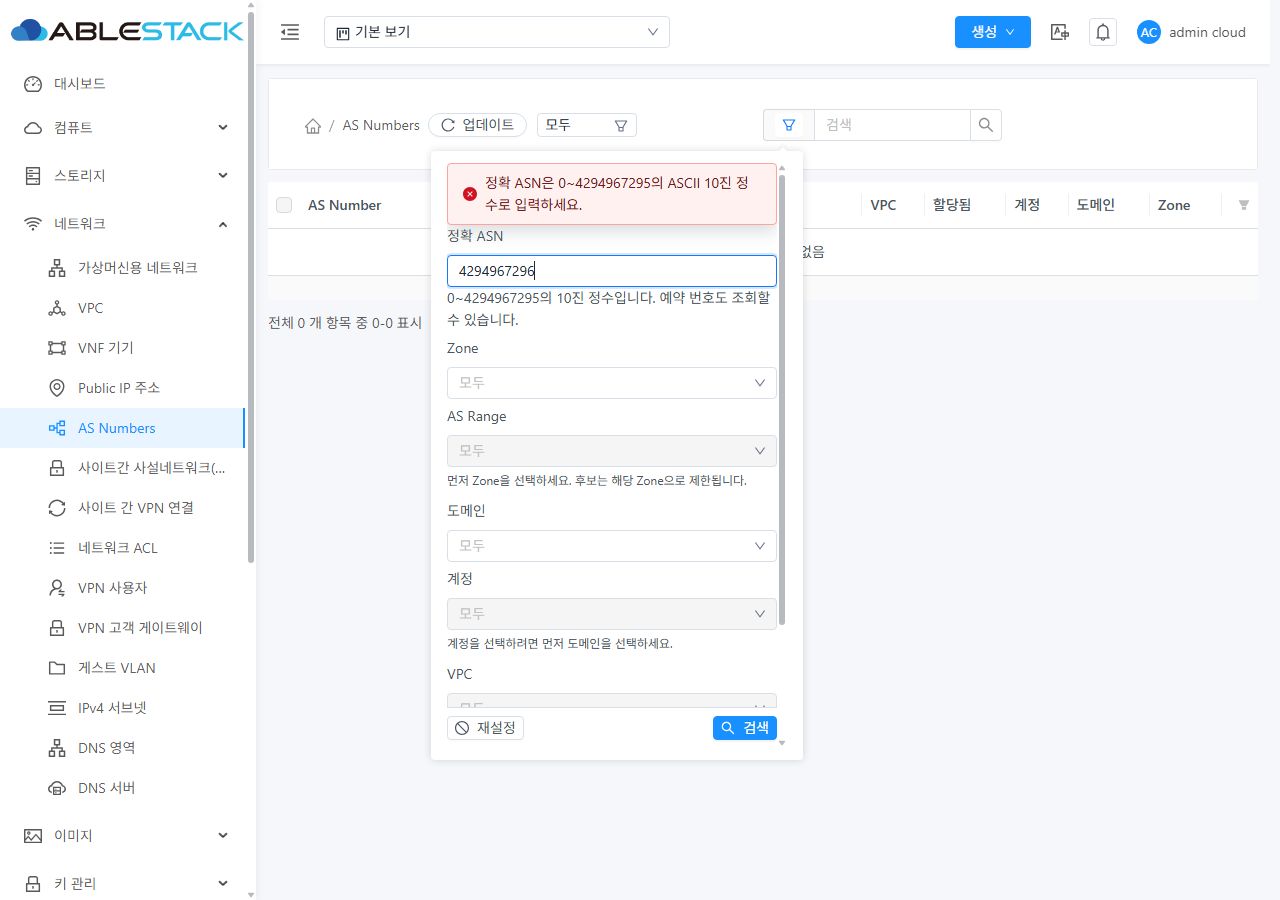 ABLESTACK
기본 보기
생성
AC admin cloud
대시보드
컴퓨트
스토리지
네트워크
가상머신용 네트워크
VPC
VNF 기기
Public IP 주소
AS Numbers
사이트간 사설네트워크(...
사이트 간 VPN 연결
네트워크 ACL
VPN 사용자
VPN 고객 게이트웨이
게스트 VLAN
IPv4 서브넷
DNS 영역
DNS 서버
이미지
키 관리
/ AS Numbers
업데이트
모두
검색
AS Number
VPC
할당됨
계정
도메인
Zone
없음
전체 0 개 항목 중 0-0 표시
정확 ASN은 0~4294967295의 ASCII 10진 정
수로 입력하세요.
정확 ASN
4294967296
0~4294967295의 10진 정수입니다. 예약 번호도 조회할
수 있습니다.
Zone
모두
AS Range
모두
먼저 Zone을 선택하세요. 후보는 해당 Zone으로 제한됩니다.
도메인
모두
계정
모두
계정을 선택하려면 먼저 도메인을 선택하세요.
VPC
모두
재설정
검색